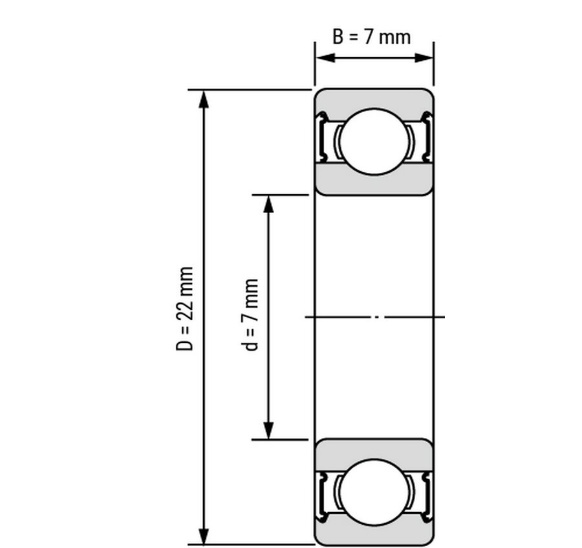 B = 7 mm
D = 22 mm
d = 7 mm